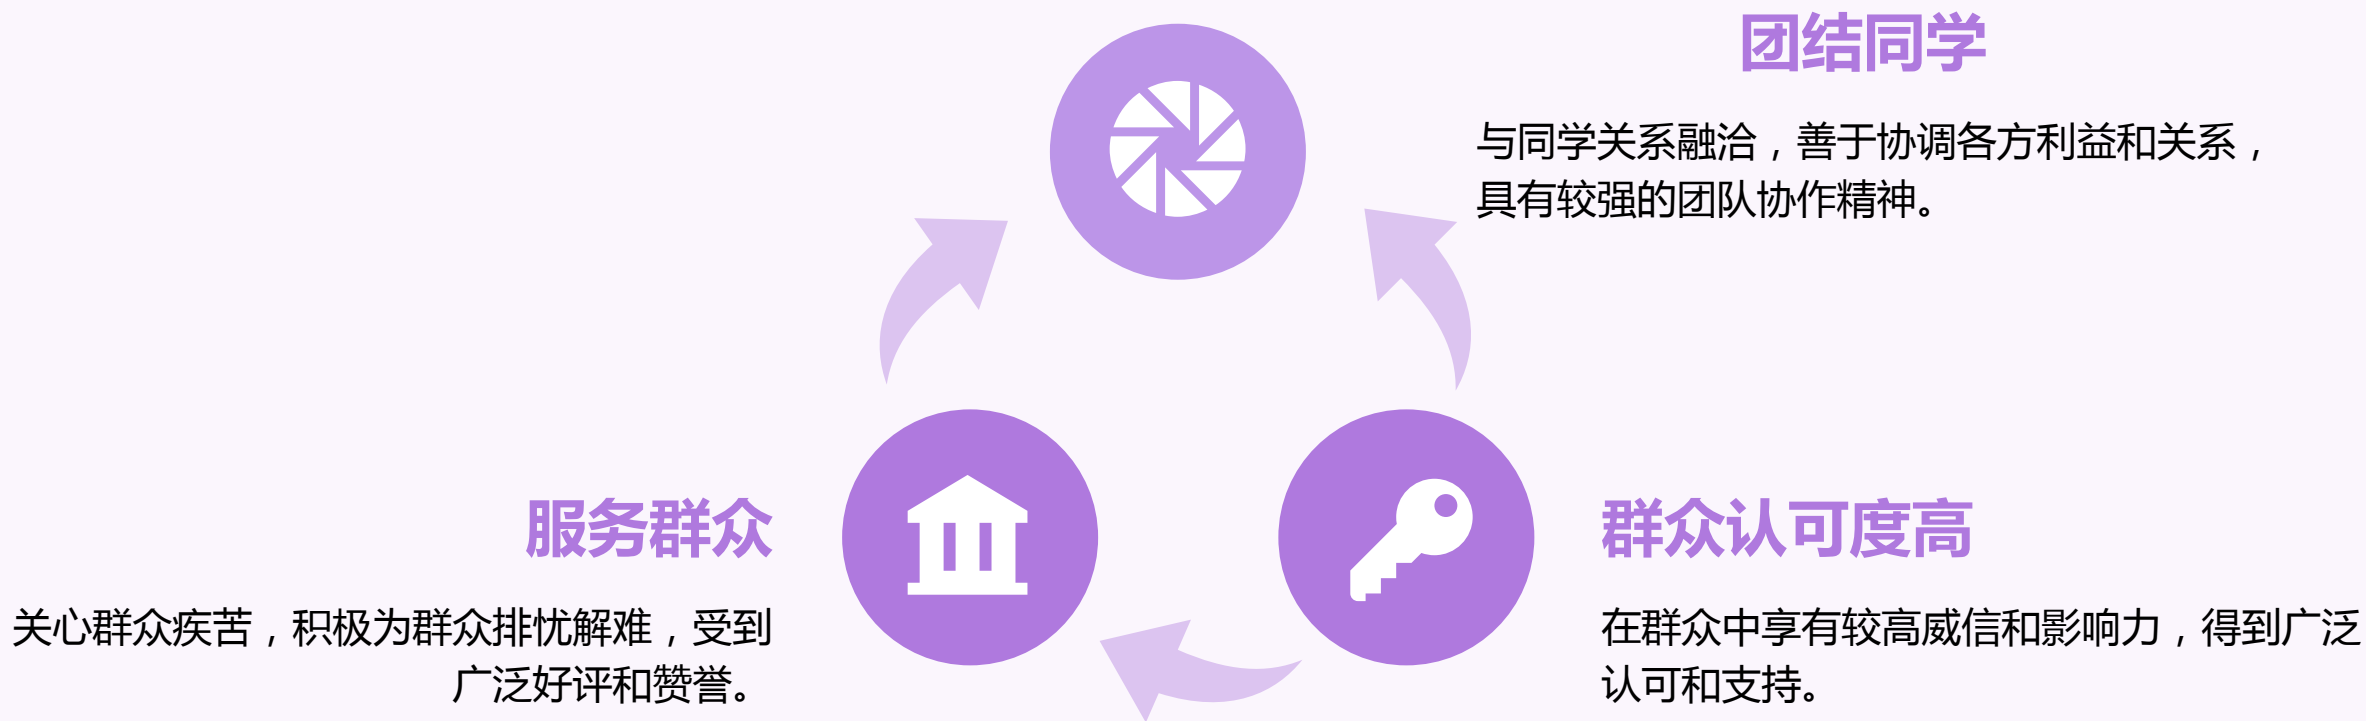 团结同学
与同学关系融洽，善于协调各方利益和关系，
具有较强的团队协作精神。
服务群众
关心群众疾苦，积极为群众排忧解难，受到
广泛好评和赞誉。
群众认可度高
在群众中享有较高威信和影响力，得到广泛
认可和支持。